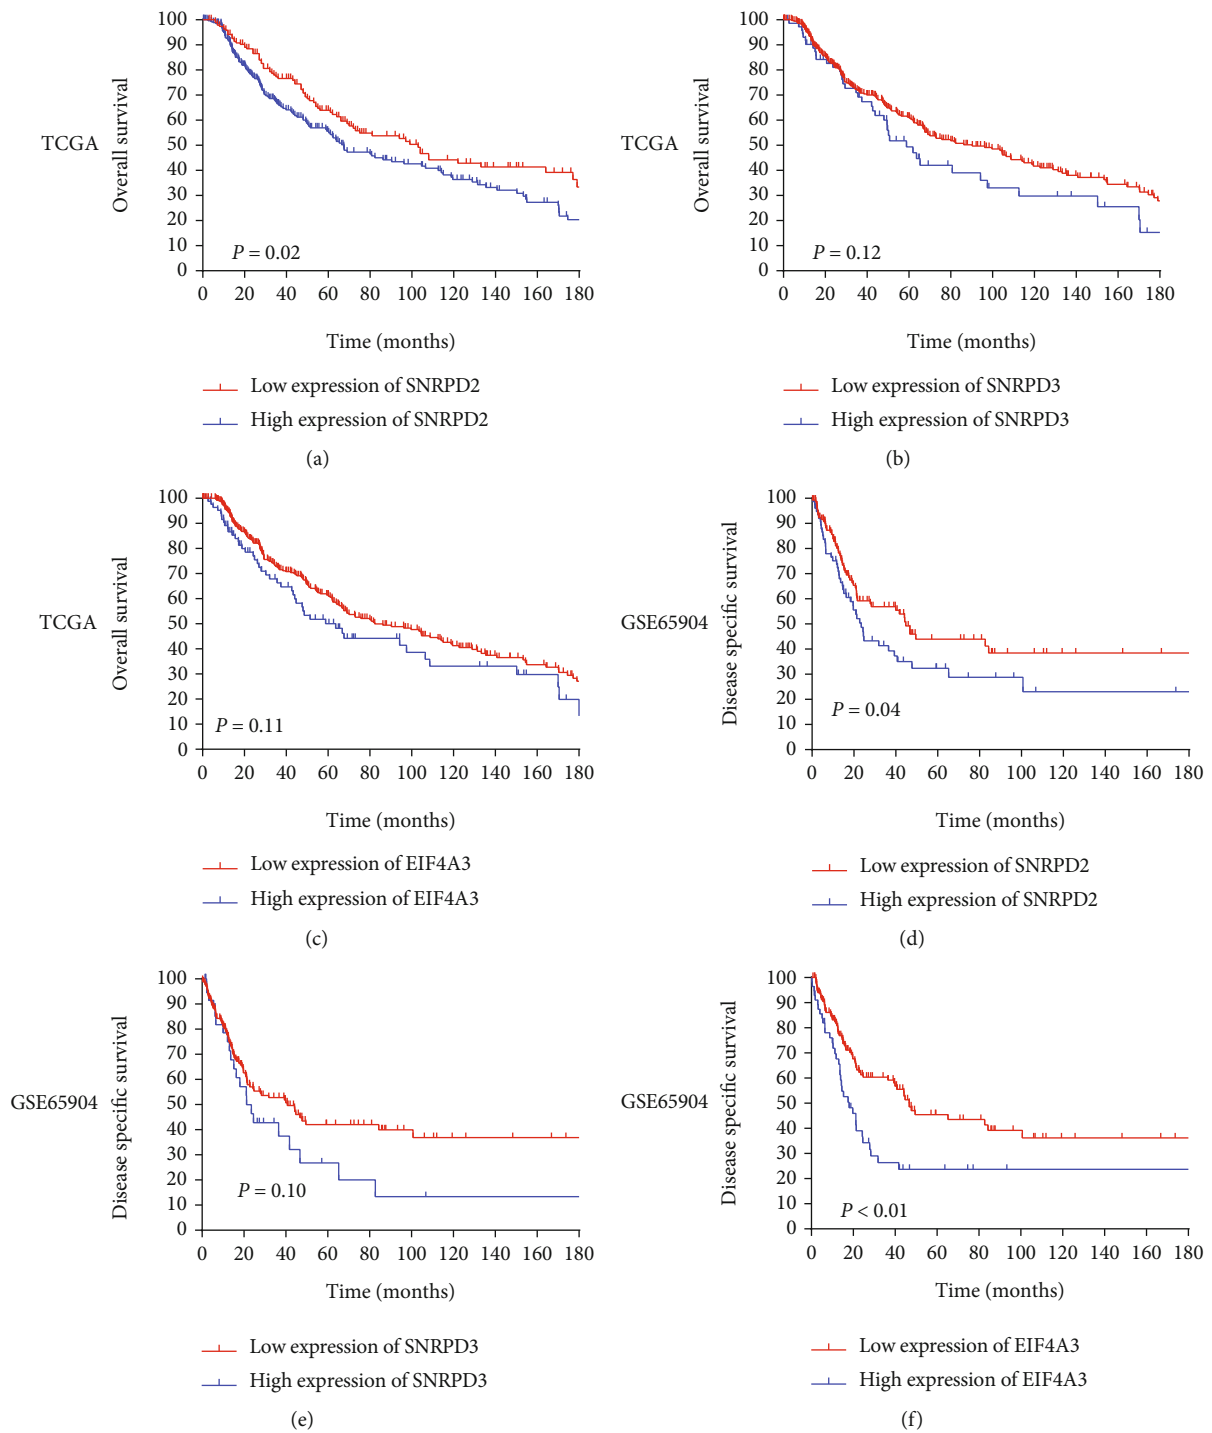 TCGA
Overall survival
100
90
80
70
60
50
40
30
20
10
0
P = 0.02
0 20 40 60 80 100 120 140 160 180
Time (months)
Low expression of SNRPD2
High expression of SNRPD2
(a)
TCGA
Overall survival
100
90
80
70
60
50
40
30
20
10
0
P = 0.12
0 20 40 60 80 100 120 140 160 180
Time (months)
Low expression of SNRPD3
High expression of SNRPD3
(b)
TCGA
Overall survival
100
90
80
70
60
50
40
30
20
10
0
P = 0.11
0 20 40 60 80 100 120 140 160 180
Time (months)
Low expression of EIF4A3
High expression of EIF4A3
(c)
GSE65904
Disease specific survival
100
90
80
70
60
50
40
30
20
10
0
P = 0.04
0 20 40 60 80 100 120 140 160 180
Time (months)
Low expression of SNRPD2
High expression of SNRPD2
(d)
GSE65904
Disease specific survival
100
90
80
70
60
50
40
30
20
10
0
P = 0.10
0 20 40 60 80 100 120 140 160 180
Time (months)
Low expression of SNRPD3
High expression of SNRPD3
(e)
GSE65904
Disease specific survival
100
90
80
70
60
50
40
30
20
10
0
P < 0.01
0 20 40 60 80 100 120 140 160 180
Time (months)
Low expression of EIF4A3
High expression of EIF4A3
(f)